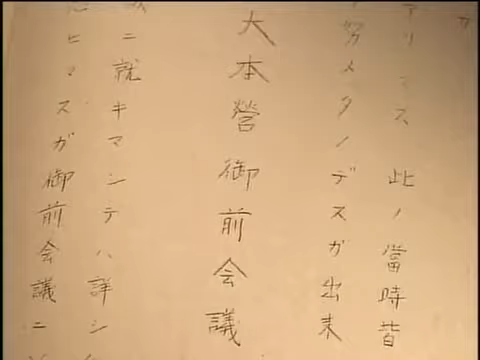 アリマス 此ノ當時皆
努メタノデスガ出来
大本營御前会議
ニ就キマシテハ詳シ
ヒマスガ御前会議ニ